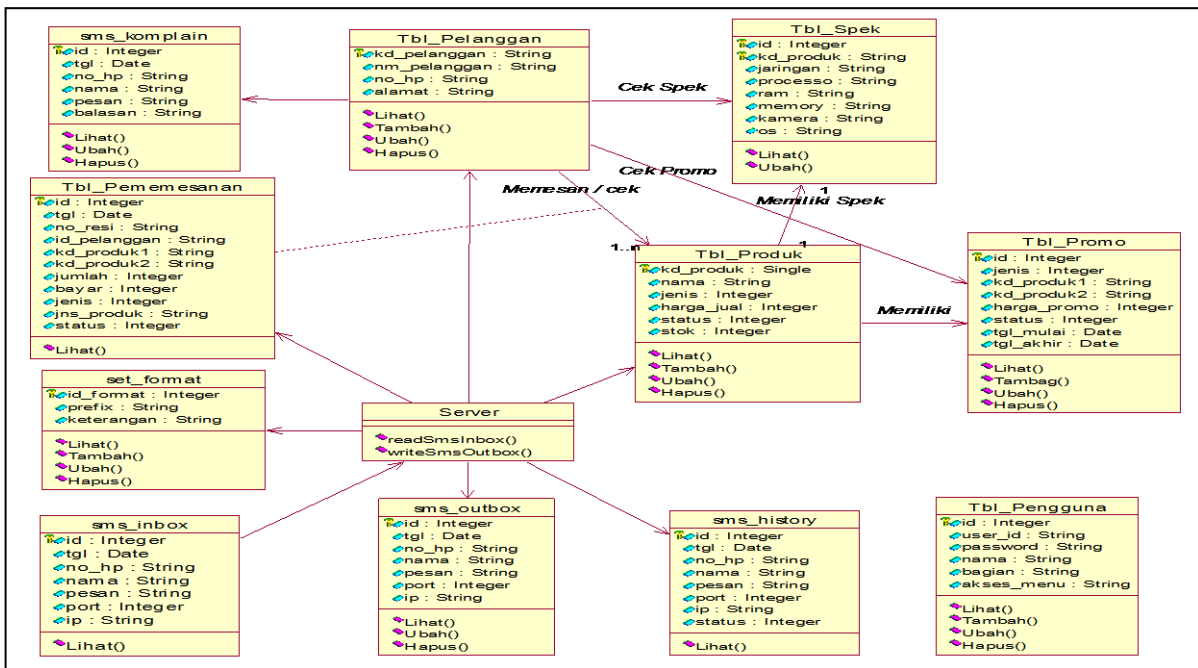 sms_komplain
id : Integer
tgl : Date
no_hp : String
nama : String
pesan : String
balasan : String
Lihat()
Tambah()
Ubah()
Hapus()
Tbl_Pelanggan
kd_pelanggan : String
nm_pelanggan : String
no_hp : String
alamat : String
Lihat()
Tambah()
Ubah()
Hapus()
Cek Spek
Tbl_Spek
id : Integer
kd_produk : String
jaringan : String
processo : String
ram : String
memory : String
kamera : String
os : String
Lihat()
Ubah()
Cek Promo
Memesan / cek
1
Memiliki Spek
1..n
1
Tbl_Pememesanan
id : Integer
tgl : Date
no_resi : String
id_pelanggan : String
kd_produk1 : String
kd_produk2 : String
jumlah : Integer
bayar : Integer
jenis : Integer
jns_produk : String
status : Integer
Lihat()
Tbl_Produk
kd_produk : Single
nama : String
jenis : Integer
harga_jual : Integer
status : Integer
stok : Integer
Lihat()
Tambah()
Ubah()
Hapus()
Memiliki
Tbl_Promo
id : Integer
jenis : Integer
kd_produk1 : String
kd_produk2 : String
harga_promo : Integer
status : Integer
tgl_mulai : Date
tgl_akhir : Date
Lihat()
Tambag()
Ubah()
Hapus()
set_format
id_format : Integer
prefix : String
keterangan : String
Lihat()
Tambah()
Ubah()
Hapus()
Server
readSmsInbox()
writeSmsOutbox()
sms_inbox
id : Integer
tgl : Date
no_hp : String
nama : String
pesan : String
port : Integer
ip : String
Lihat()
sms_outbox
id : Integer
tgl : Date
no_hp : String
nama : String
pesan : String
port : Integer
ip : String
Lihat()
Ubah()
Hapus()
sms_history
id : Integer
tgl : Date
no_hp : String
nama : String
pesan : String
port : Integer
ip : String
status : Integer
Lihat()
Tbl_Pengguna
id : Integer
user_id : String
password : String
nama : String
bagian : String
akses_menu : String
Lihat()
Tambah()
Ubah()
Hapus()